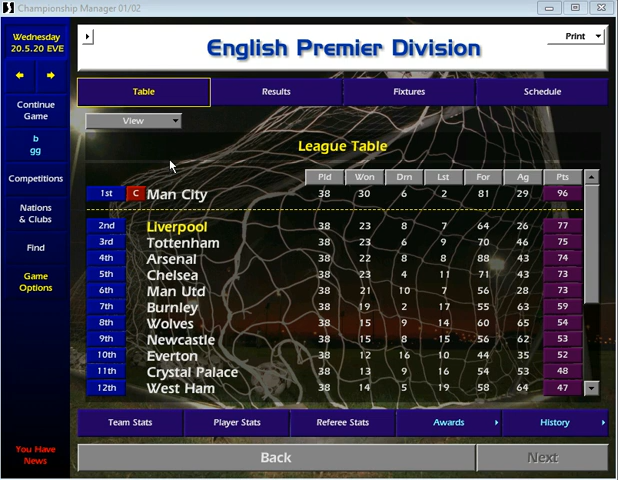 Championship Manager 01/02
Wednesday
20.5.20 EVE
Continue
Game
b
gg
Competitions
Nations
& Clubs
Find
Game
Options
You Have
News
English Premier Division
Print
Table Results Fixtures Schedule
View
League Table
Pld Won Drn Lst For Ag Pts
1st C Man City 38 30 6 2 81 29 96
2nd Liverpool 38 23 8 7 64 26 77
3rd Tottenham 38 23 6 9 70 46 75
4th Arsenal 38 22 8 8 88 43 74
5th Chelsea 38 23 4 11 71 43 73
6th Man Utd 38 21 10 7 56 28 73
7th Burnley 38 19 2 17 55 63 59
8th Wolves 38 15 9 14 60 65 54
9th Newcastle 38 15 8 15 56 62 53
10th Everton 38 12 16 10 44 35 52
11th Crystal Palace 38 13 9 16 54 53 48
12th West Ham 38 14 5 19 58 64 47
Team Stats Player Stats Referee Stats Awards History
Back Next